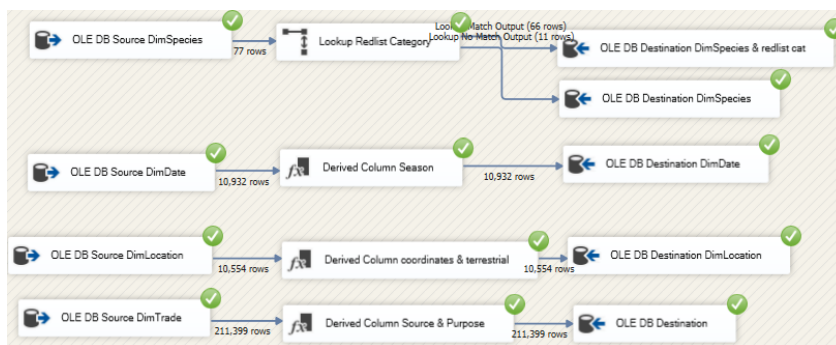 OLE DB Source DimSpecies
77 rows
Lookup Redlist Category
Lookup Match Output (66 rows)
Lookup No Match Output (11 rows)
OLE DB Destination DimSpecies & redlist cat
OLE DB Destination DimSpecies
OLE DB Source DimDate
10,932 rows
fx
Derived Column Season
10,932 rows
OLE DB Destination DimDate
OLE DB Source DimLocation
10,554 rows
fx
Derived Column coordinates & terrestrial
10,554 rows
OLE DB Destination DimLocation
OLE DB Source DimTrade
211,399 rows
fx
Derived Column Source & Purpose
211,399 rows
OLE DB Destination